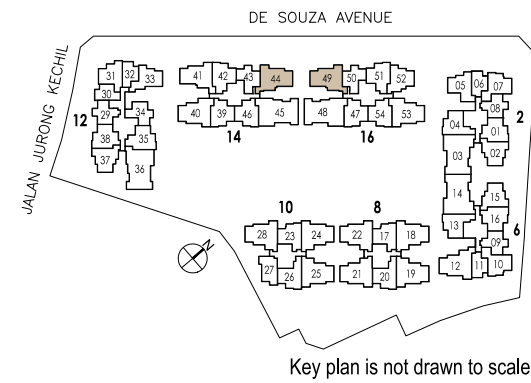 DE SOUZA AVENUE
JALAN JURONG KECHIL
31 32 33
30
29 34
38 35
37 36
12
41 42 43 44
40 39 46 45
14
49 50 51 52
48 47 54 53
16
05 06 07
08
04 01
03 02
2
14 15
13 16
09
12 11 10
6
10
28 23 24
27 26 25
8
22 17 18
21 20 19
N
Key plan is not drawn to scale